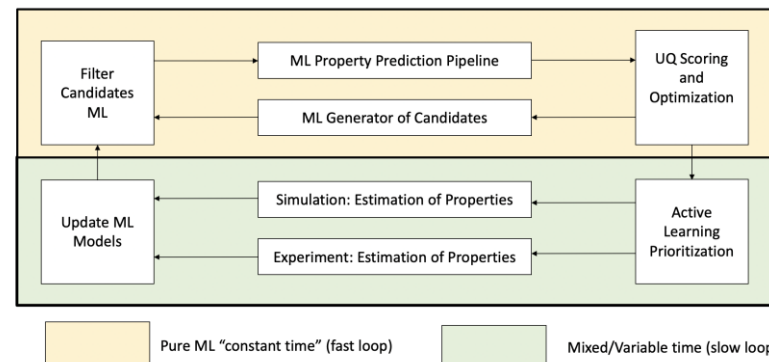 Filter
Candidates
ML
ML Property Prediction Pipeline
ML Generator of Candidates
UQ Scoring
and
Optimization
Update ML
Models
Simulation: Estimation of Properties
Experiment: Estimation of Properties
Active
Learning
Prioritization
Pure ML “constant time” (fast loop)
Mixed/Variable time (slow loop